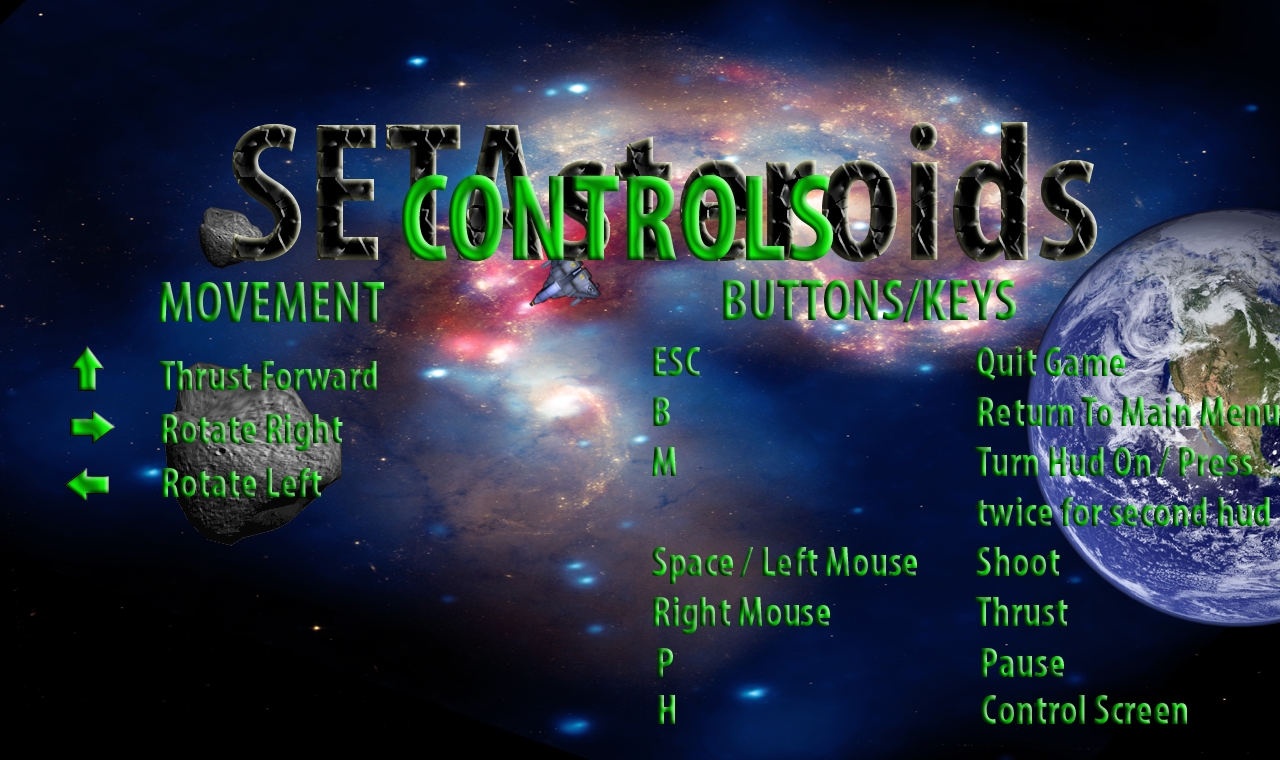 SETAsteroids
CONTROLS
MOVEMENT
Thrust Forward
Rotate Right
Rotate Left
BUTTONS/KEYS
ESC Quit Game
B Return To Main Menu
M Turn Hud On / Press
twice for second hud
Space / Left Mouse Shoot
Right Mouse Thrust
P Pause
H Control Screen